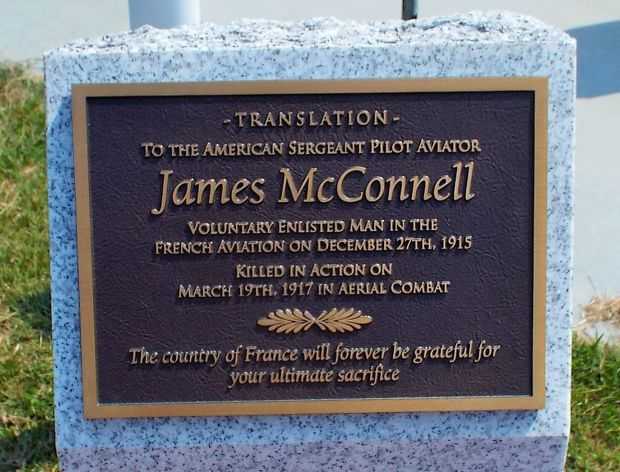 -TRANSLATION-
TO THE AMERICAN SERGEANT PILOT AVIATOR
James McConnell
VOLUNTARY ENLISTED MAN IN THE
FRENCH AVIATION ON DECEMBER 27TH, 1915
KILLED IN ACTION ON
MARCH 19TH, 1917 IN AERIAL COMBAT
The country of France will forever be grateful for
your ultimate sacrifice